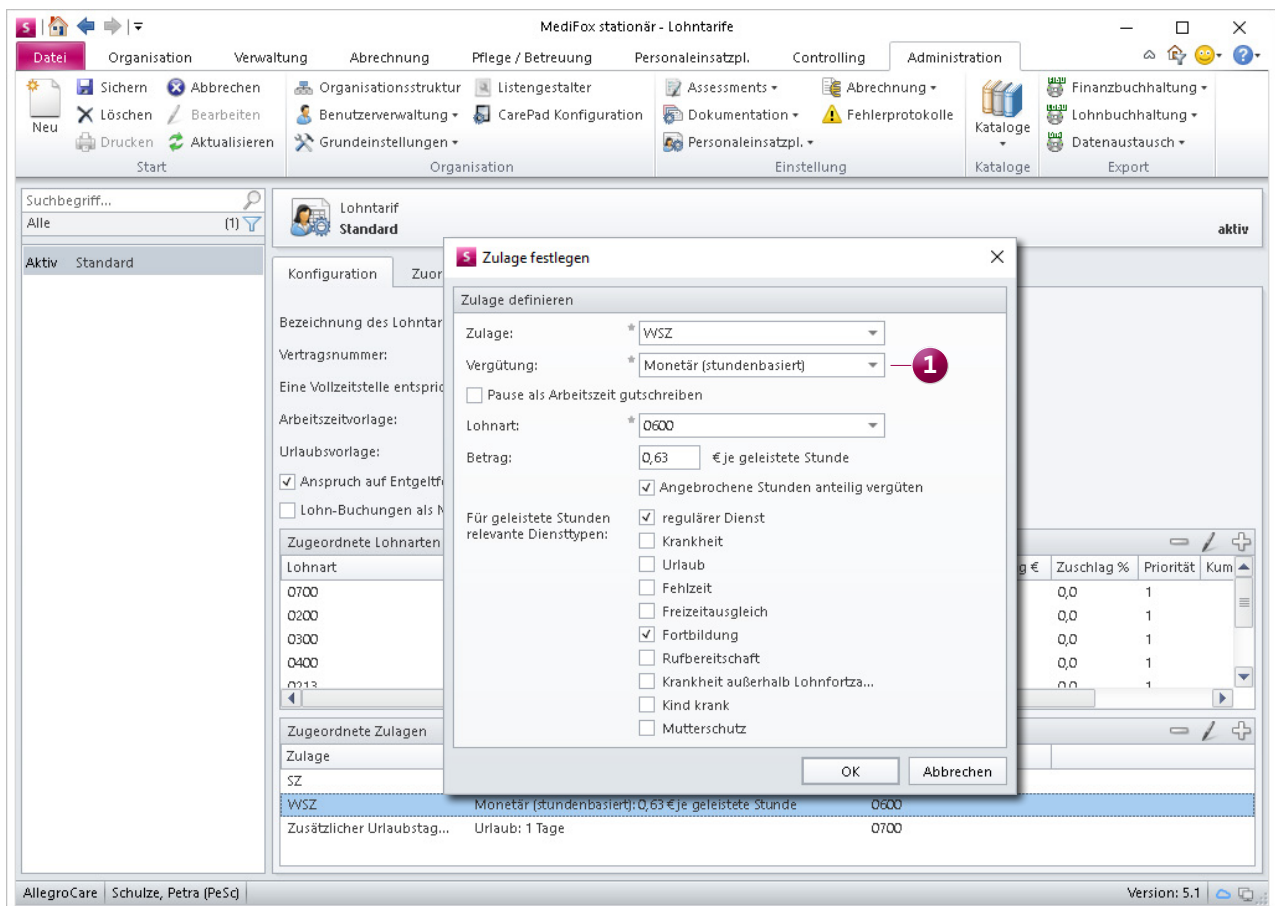 S
MediFox stationär - Lohntarife
Datei Organisation Verwaltung Abrechnung Pflege / Betreuung Personaleinsatzpl. Controlling Administration
Neu
Sichern Abbrechen
Löschen Bearbeiten
Drucken Aktualisieren
Start
Organisationsstruktur Listengestalter
Benutzerverwaltung CarePad Konfiguration
Grundeinstellungen
Organisation
Assessments Abrechnung
Dokumentation Fehlerprotokolle
Personaleinsatzpl.
Einstellung
Kataloge
Kataloge
Finanzbuchhaltung
Lohnbuchhaltung
Datenaustausch
Export
Suchbegriff...
Alle (1)
Aktiv Standard
Lohntarif
Standard
aktiv
Konfiguration Zuor
Bezeichnung des Lohntar
Vertragsnummer:
Eine Vollzeitstelle entspric
Arbeitszeitvorlage:
Urlaubsvorlage:
Anspruch auf Entgeltf
Lohn-Buchungen als N
Zugeordnete Lohnarten
Lohnart g € Zuschlag % Priorität Kum
0700 0,0 1
0200 0,0 1
0300 0,0 1
0400 0,0 1
0213 0,0 1
Zugeordnete Zulagen
Zulage
SZ
WSZ Monetär (stundenbasiert): 0,63 € je geleistete Stunde 0600
Zusätzlicher Urlaubstag... Urlaub: 1 Tage 0700
S Zulage festlegen
Zulage definieren
Zulage: * WSZ
Vergütung: * Monetär (stundenbasiert) 1
Pause als Arbeitszeit gutschreiben
Lohnart: * 0600
Betrag: 0,63 € je geleistete Stunde
Angebrochene Stunden anteilig vergüten
Für geleistete Stunden
relevante Diensttypen:
regulärer Dienst
Krankheit
Urlaub
Fehlzeit
Freizeitausgleich
Fortbildung
Rufbereitschaft
Krankheit außerhalb Lohnfortza...
Kind krank
Mutterschutz
OK Abbrechen
AllegroCare Schulze, Petra (PeSc) Version: 5.1